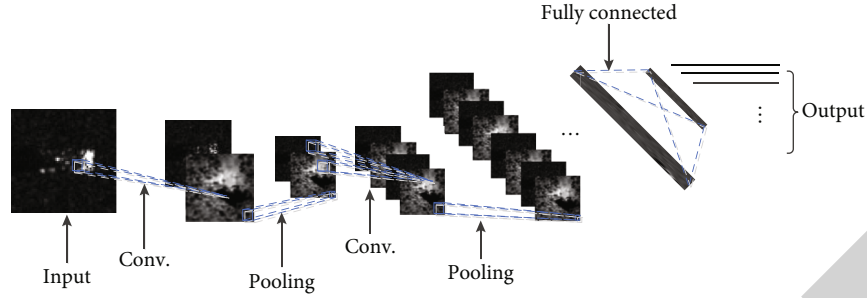 Fully connected
Output
...
Input
Conv.
Pooling
Conv.
Pooling